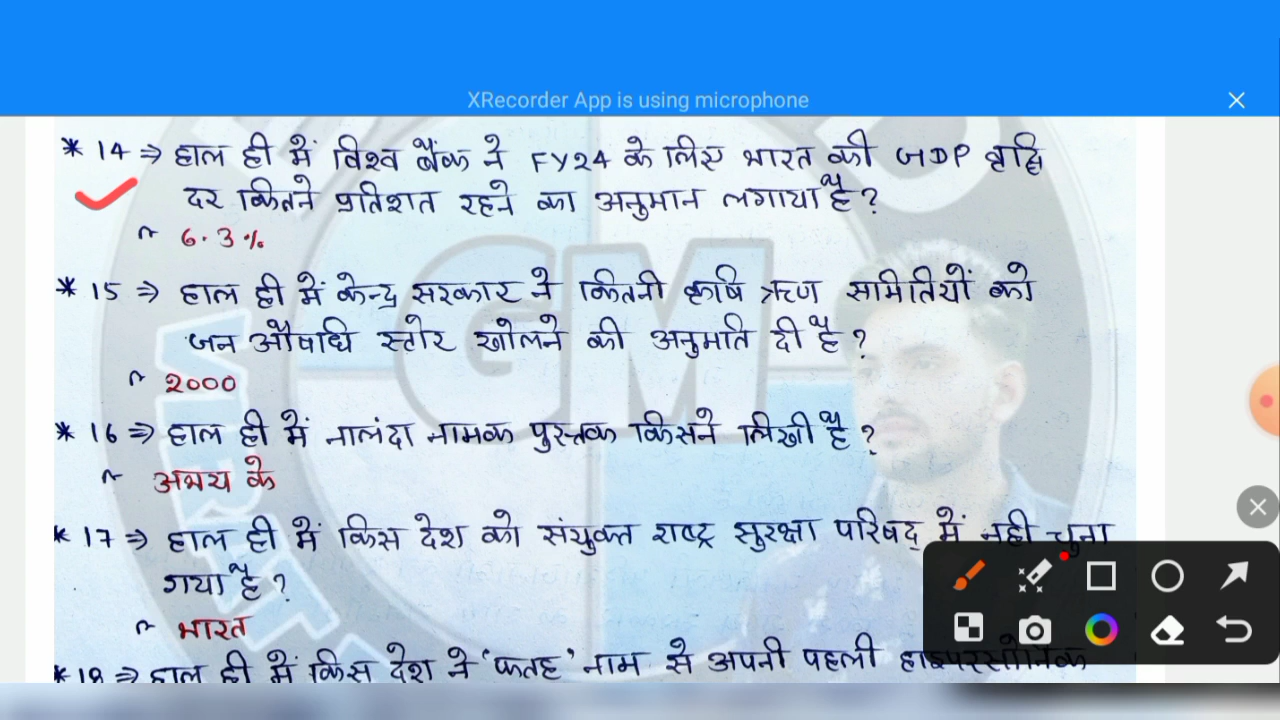 XRecorder App is using microphone
* 14 ⇒ हाल ही में विश्व बैंक ने FY24 के लिए भारत की GDP वृद्धि
दर कितने प्रतिशत रहने का अनुमान लगाया है?
~ 6.3%
* 15 ⇒ हाल ही में केन्द्र सरकार ने कितनी कृषि ऋण समितियों को
जन औषधि स्टोर खोलने की अनुमति दी है?
~ 2000
* 16 ⇒ हाल ही में नालंदा नामक पुस्तक किसने लिखी है?
~ अभय के
* 17 ⇒ हाल ही में किस देश को संयुक्त राष्ट्र सुरक्षा परिषद् में नही चुना
गया है?
~ भारत
* 18 ⇒ हाल ही में किस देश ने 'फतह' नाम से अपनी पहली हाइपरसोनिक
GM